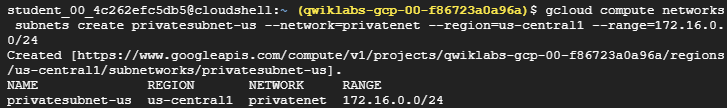 student_00_4c262efc5db5@cloudshell:~ (qwiklabs-gcp-00-f86723a0a96a)$ gcloud compute networks
subnets create privatesubnet-us --network=privatenet --region=us-central1 --range=172.16.0.
0/24
Created [https://www.googleapis.com/compute/v1/projects/qwiklabs-gcp-00-f86723a0a96a/regions
/us-central1/subnetworks/privatesubnet-us].
NAME REGION NETWORK RANGE
privatesubnet-us us-central1 privatenet 172.16.0.0/24